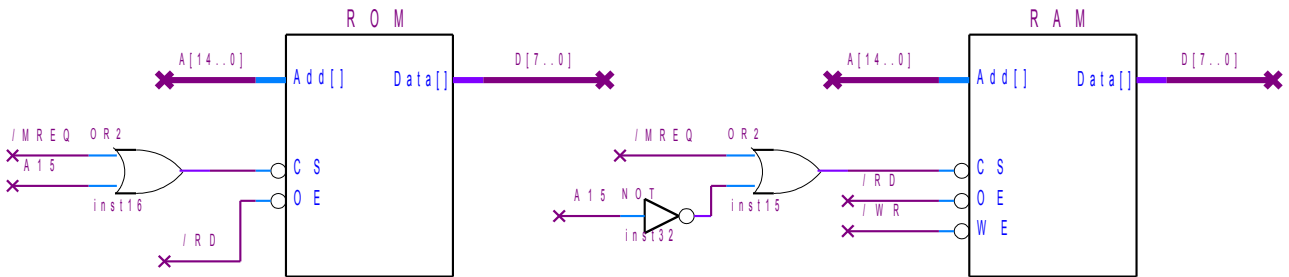 ROM
RAM
A[14..0]
D[7..0]
A[14..0]
D[7..0]
Add[]
Data[]
Add[]
Data[]
/MREQ
OR2
/MREQ
OR2
A15
CS
CS
inst16
OE
A15
NOT
inst15
/RD
OE
/WR
WE
inst32
/RD